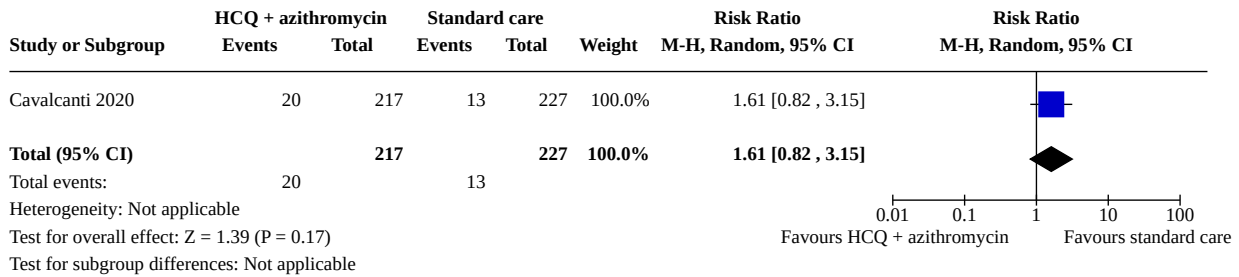 HCQ + azithromycin Standard care Risk Ratio Risk Ratio
Study or Subgroup Events Total Events Total Weight M-H, Random, 95% CI M-H, Random, 95% CI
Cavalcanti 2020 20 217 13 227 100.0% 1.61 [0.82 , 3.15]
Total (95% CI) 217 227 100.0% 1.61 [0.82 , 3.15]
Total events: 20 13
Heterogeneity: Not applicable
0.01 0.1 1 10 100
Test for overall effect: Z = 1.39 (P = 0.17) Favours HCQ + azithromycin Favours standard care
Test for subgroup differences: Not applicable